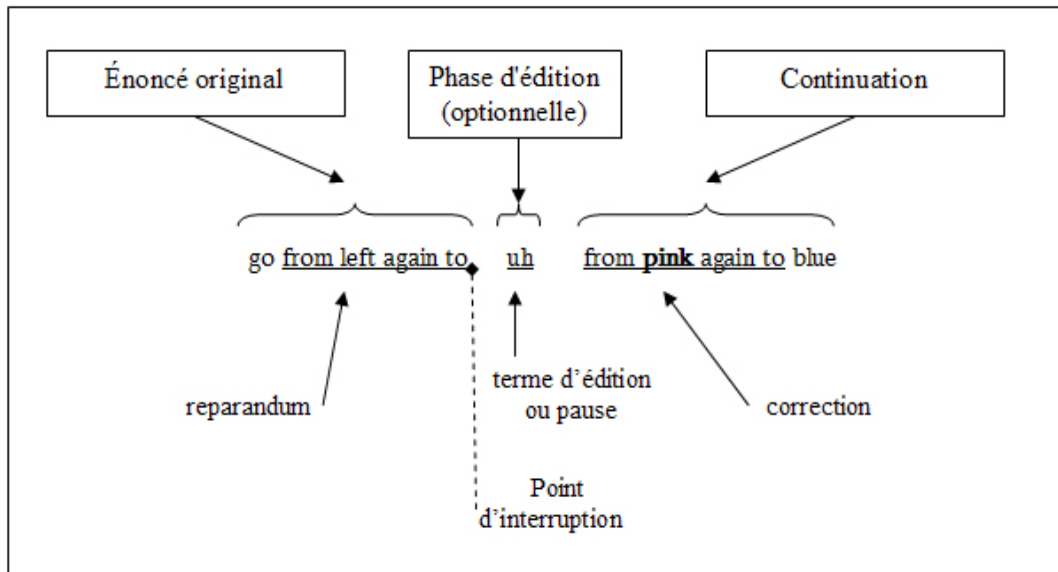 Énoncé original
Phase d'édition
(optionnelle)
Continuation
go from left again to
uh
from pink again to blue
reparandum
terme d'édition
ou pause
correction
Point
d'interruption